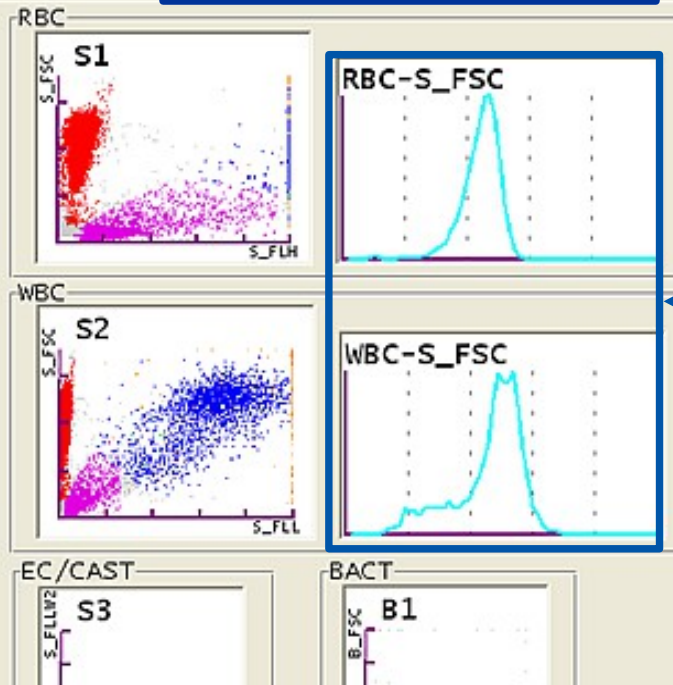 RBC
S1
S_FSC
S_FLH
RBC-S_FSC
WBC
S2
S_FSC
S_FLL
WBC-S_FSC
EC/CAST
S3
S_FLLW2
BACT
B1
B_FSC